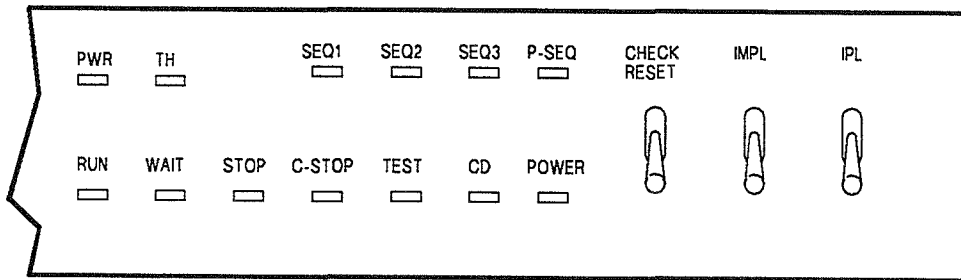 PWR TH SEQ1 SEQ2 SEQ3 P-SEQ CHECK RESET IMPL IPL
RUN WAIT STOP C-STOP TEST CD POWER